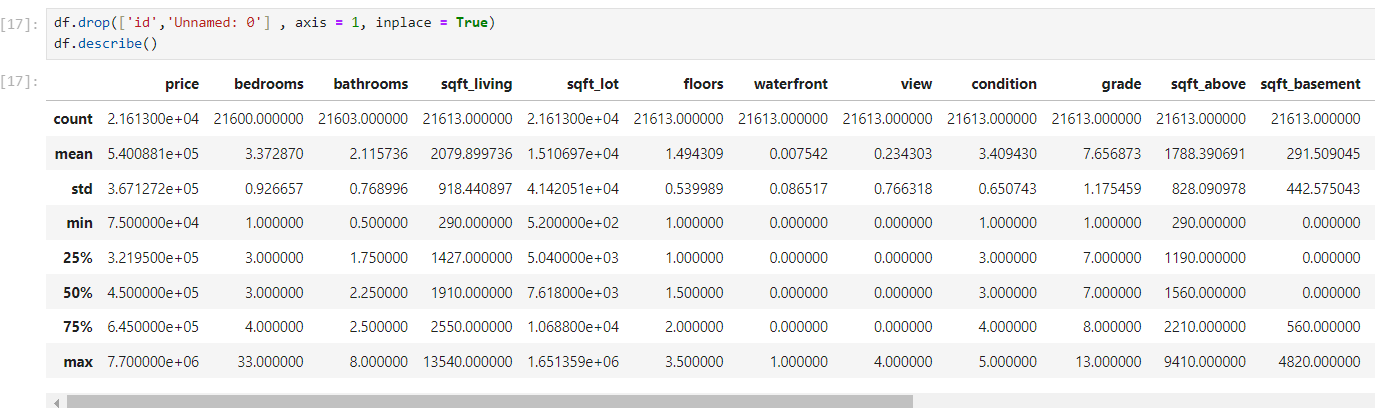 [17]: df.drop(['id','Unnamed: 0'] , axis = 1, inplace = True)
df.describe()
[17]: price bedrooms bathrooms sqft_living sqft_lot floors waterfront view condition grade sqft_above sqft_basement
count 2.161300e+04 21600.000000 21603.000000 21613.000000 2.161300e+04 21613.000000 21613.000000 21613.000000 21613.000000 21613.000000 21613.000000 21613.000000
mean 5.400881e+05 3.372870 2.115736 2079.899736 1.510697e+04 1.494309 0.007542 0.234303 3.409430 7.656873 1788.390691 291.509045
std 3.671272e+05 0.926657 0.768996 918.440897 4.142051e+04 0.539989 0.086517 0.766318 0.650743 1.175459 828.090978 442.575043
min 7.500000e+04 1.000000 0.500000 290.000000 5.200000e+02 1.000000 0.000000 0.000000 1.000000 1.000000 290.000000 0.000000
25% 3.219500e+05 3.000000 1.750000 1427.000000 5.040000e+03 1.000000 0.000000 0.000000 3.000000 7.000000 1190.000000 0.000000
50% 4.500000e+05 3.000000 2.250000 1910.000000 7.618000e+03 1.500000 0.000000 0.000000 3.000000 7.000000 1560.000000 0.000000
75% 6.450000e+05 4.000000 2.500000 2550.000000 1.068800e+04 2.000000 0.000000 0.000000 4.000000 8.000000 2210.000000 560.000000
max 7.700000e+06 33.000000 8.000000 13540.000000 1.651359e+06 3.500000 1.000000 4.000000 5.000000 13.000000 9410.000000 4820.000000